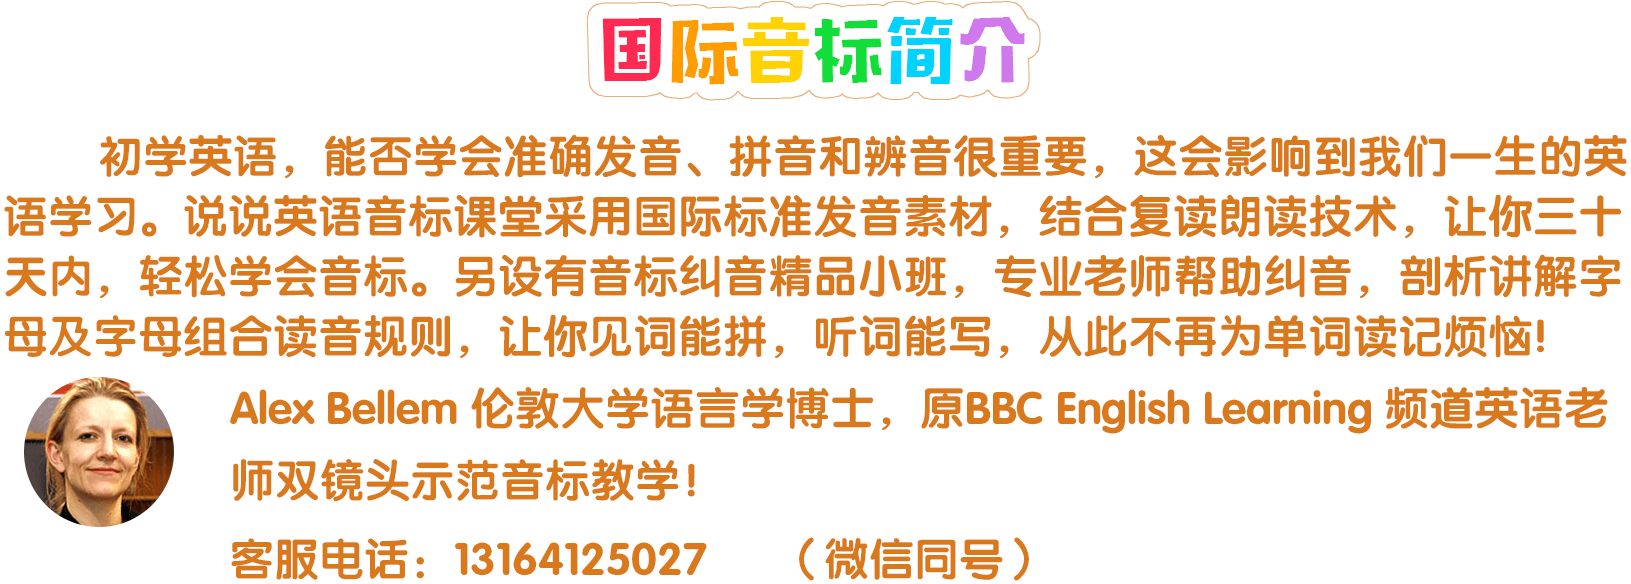 国际音标简介
初学英语，能否学会准确发音、拼音和辨音很重要，这会影响到我们一生的英
语学习。说说英语音标课堂采用国际标准发音素材，结合复读朗读技术，让你三十
天内，轻松学会音标。另设有音标纠音精品小班，专业老师帮助纠音，剖析讲解字
母及字母组合读音规则，让你见词能拼，听词能写，从此不再为单词读记烦恼!
Alex Bellem 伦敦大学语言学博士，原BBC English Learning 频道英语老
师双镜头示范音标教学！
客服电话：13164125027 （微信同号）